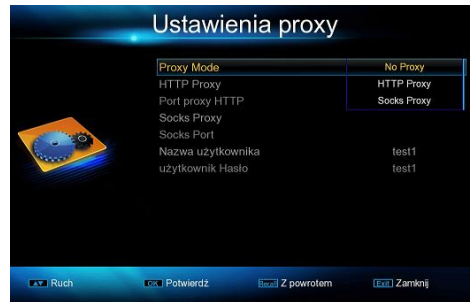 Ustawienia proxy
Proxy Mode No Proxy
HTTP Proxy HTTP Proxy
Port proxy HTTP Socks Proxy
Socks Proxy
Socks Port
Nazwa użytkownika test1
użytkownik Hasło test1
▲▼ Ruch OK Potwierdź Recall Z powrotem Exit Zamknij